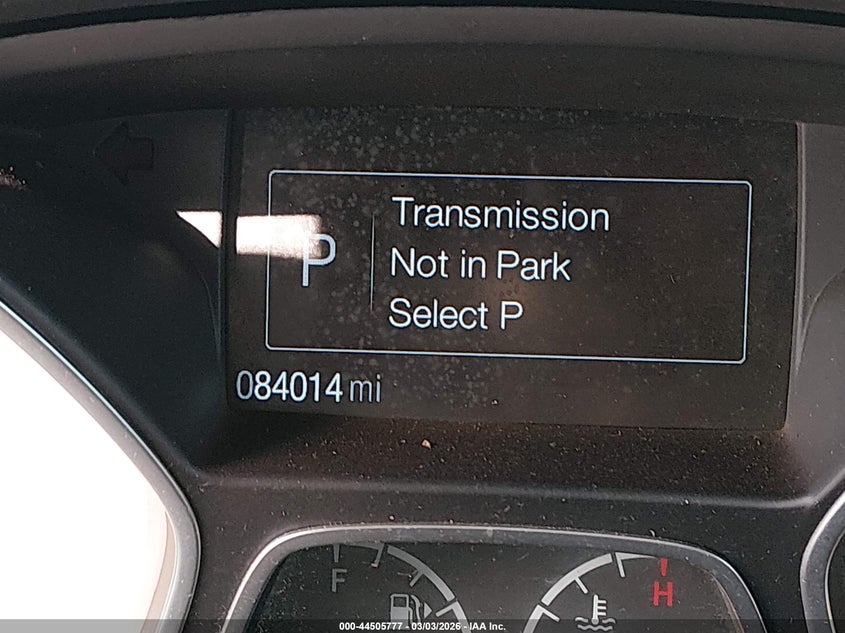 Transmission
P
Not in Park
Select P
084014 mi
F
H
000-44505777 - 03/03/2026 - IAA Inc.